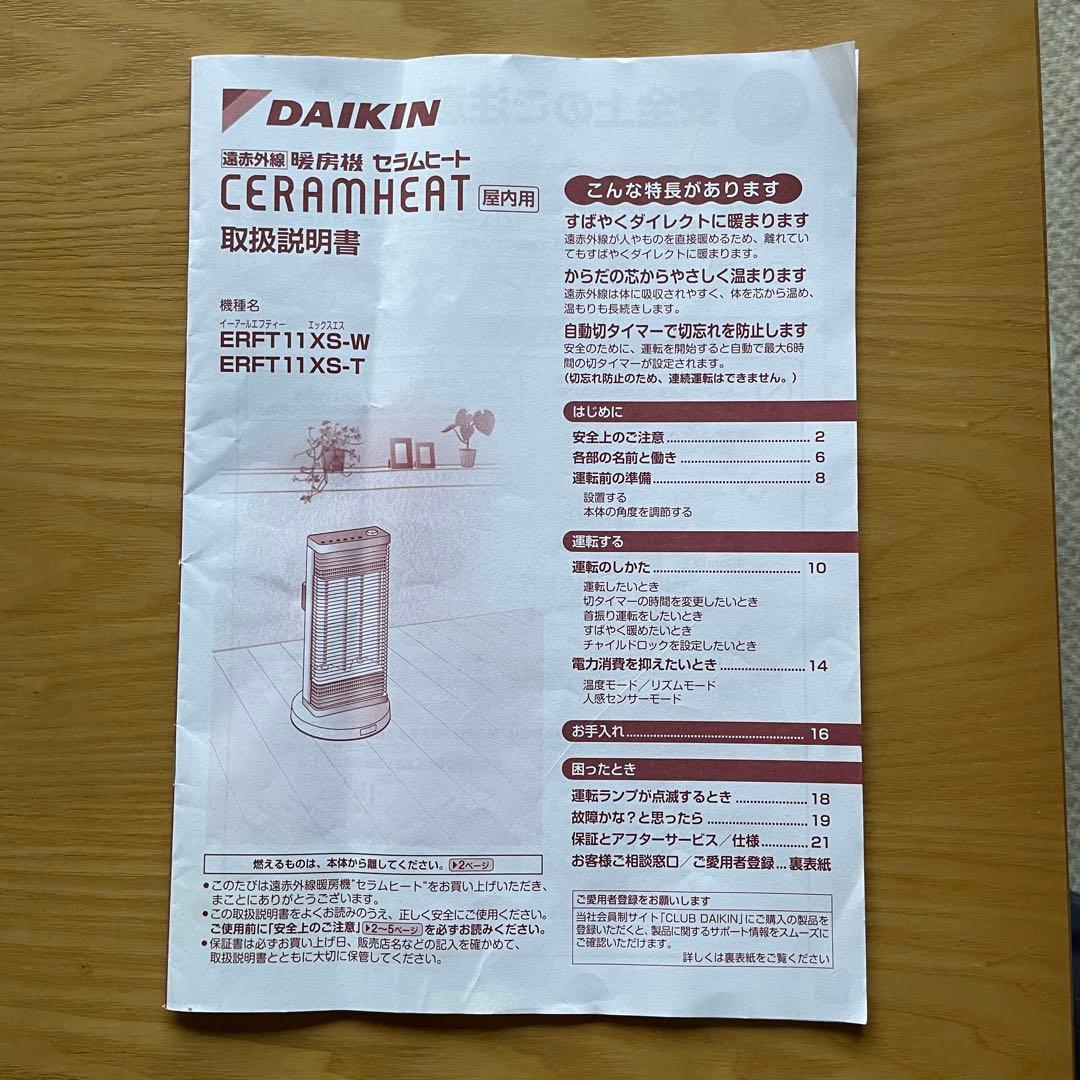 DAIKIN
遠赤外線 暖房機 セラムヒート
CERAMHEAT 屋内用
取扱説明書
機種名
イーアールエフティー エックスエス
ERFT11XS-W
ERFT11XS-T
燃えるものは、本体から離してください。▶2ページ
●このたびは遠赤外線暖房機"セラムヒート"をお買い上げいただき、
まことにありがとうございます。
●この取扱説明書をよくお読みのうえ、正しく安全にご使用ください。
ご使用前に「安全上のご注意」▶2～5ページを必ずお読みください。
●保証書は必ずお買い上げ日、販売店名などの記入を確かめて、
取扱説明書とともに大切に保管してください。
こんな特長があります
すばやくダイレクトに暖まります
遠赤外線が人やものを直接暖めるため、離れてい
てもすばやくダイレクトに暖まります。
からだの芯からやさしく温まります
遠赤外線は体に吸収されやすく、体を芯から温め、
温もりも長続きします。
自動切タイマーで切忘れを防止します
安全のために、運転を開始すると自動で最大6時
間の切タイマーが設定されます。
(切忘れ防止のため、連続運転はできません。)
はじめに
安全上のご注意 ........ 2
各部の名前と働き ........ 6
運転前の準備 ........ 8
設置する
本体の角度を調節する
運転する
運転のしかた ........ 10
運転したいとき
切タイマーの時間を変更したいとき
首振り運転をしたいとき
すばやく暖めたいとき
チャイルドロックを設定したいとき
電力消費を抑えたいとき ........ 14
温度モード／リズムモード
人感センサーモード
お手入れ ........ 16
困ったとき
運転ランプが点滅するとき ........ 18
故障かな？と思ったら ........ 19
保証とアフターサービス／仕様 ........ 21
お客様ご相談窓口／ご愛用者登録 ... 裏表紙
ご愛用者登録をお願いします
当社会員制サイト「CLUB DAIKIN」にご購入の製品を
登録いただくと、製品に関するサポート情報をスムーズに
ご確認いただけます。
詳しくは裏表紙をご覧ください